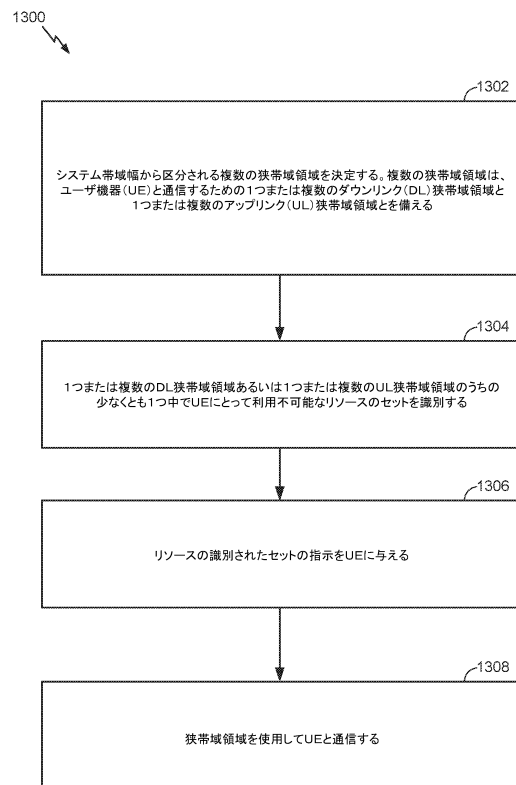 1300
1302
システム帯域幅から区分される複数の狭帯域領域を決定する。複数の狭帯域領域は、
ユーザ機器（UE）と通信するための1つまたは複数のダウンリンク（DL）狭帯域領域と
1つまたは複数のアップリンク（UL）狭帯域領域とを備える
1304
1つまたは複数のDL狭帯域領域あるいは1つまたは複数のUL狭帯域領域のうちの
少なくとも1つ中でUEにとって利用不可能なリソースのセットを識別する
1306
リソースの識別されたセットの指示をUEに与える
1308
狭帯域領域を使用してUEと通信する